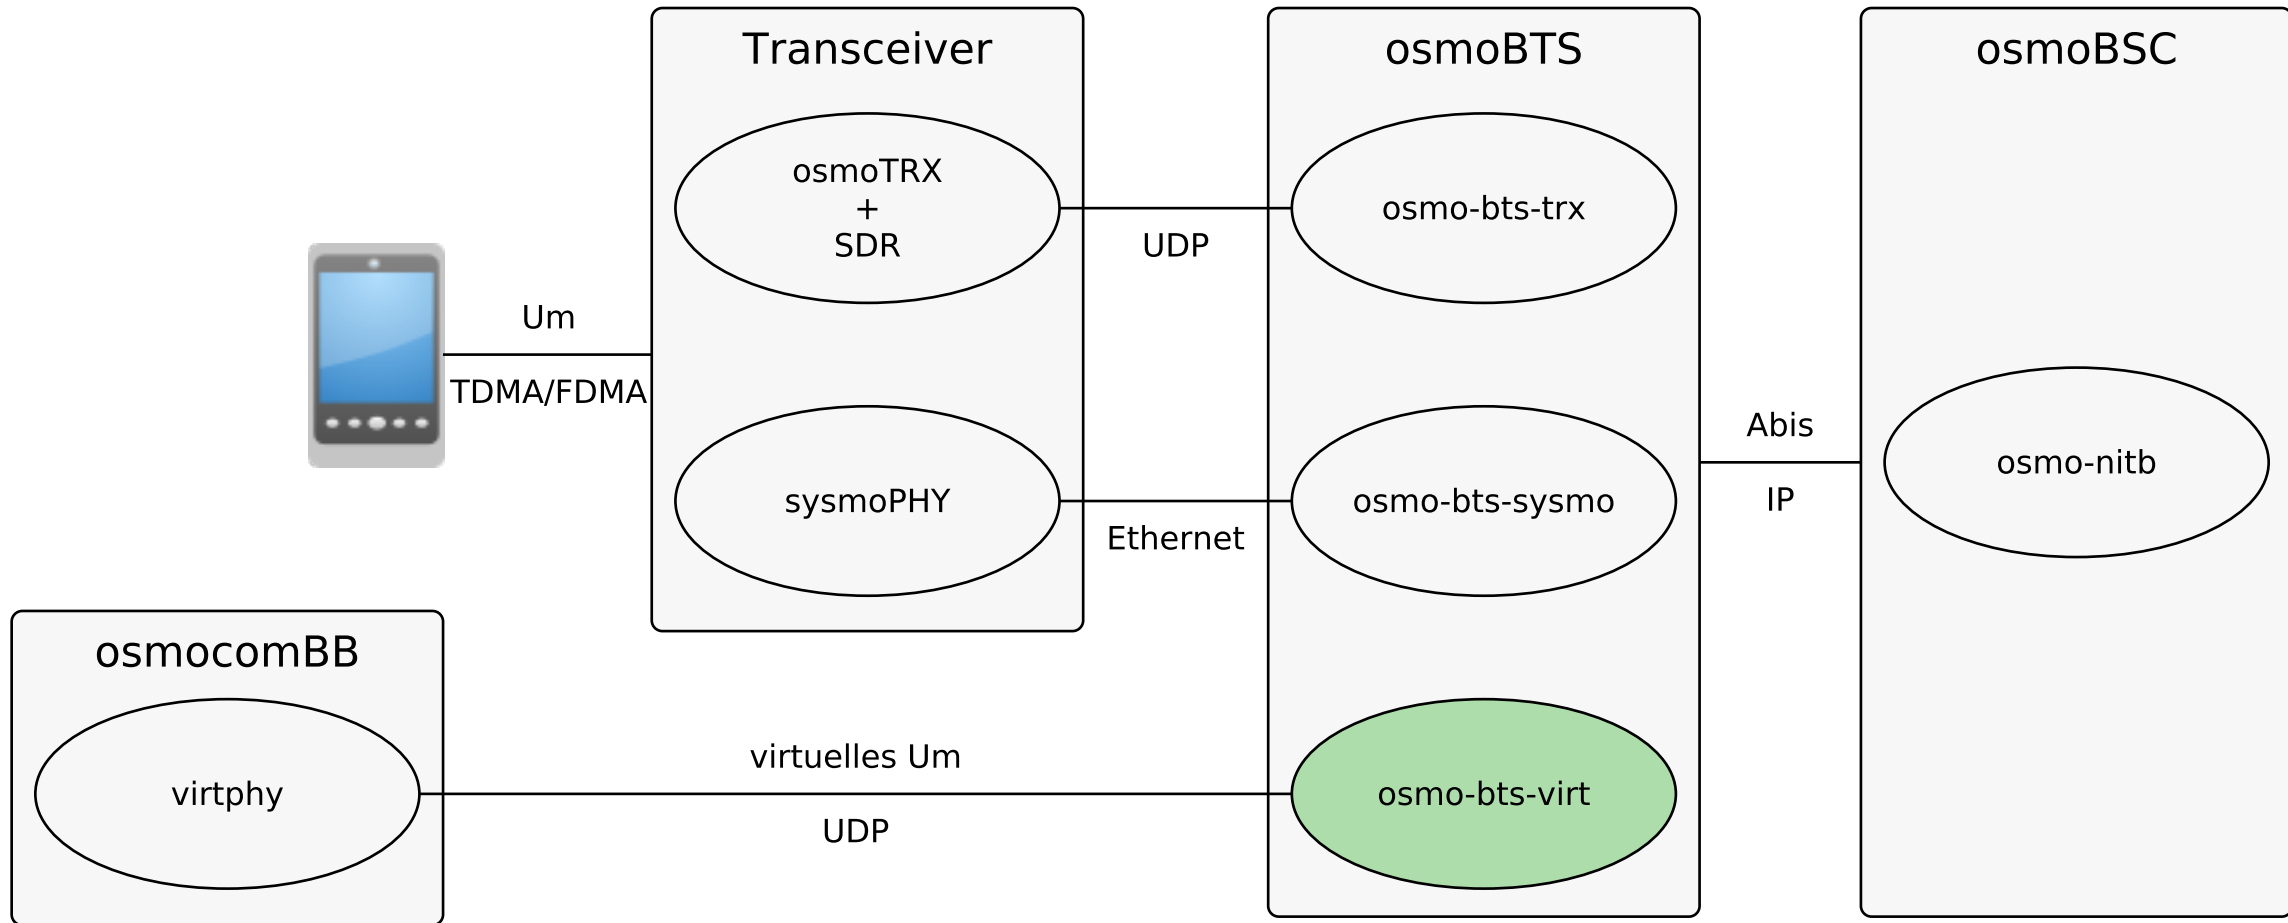 Transceiver
osmoBTS
osmoBSC
osmoTRX
+
SDR
osmo-bts-trx
UDP
Um
TDMA/FDMA
Abis
osmo-nitb
IP
sysmoPHY
osmo-bts-sysmo
Ethernet
osmocomBB
virtuelles Um
virtphy
osmo-bts-virt
UDP